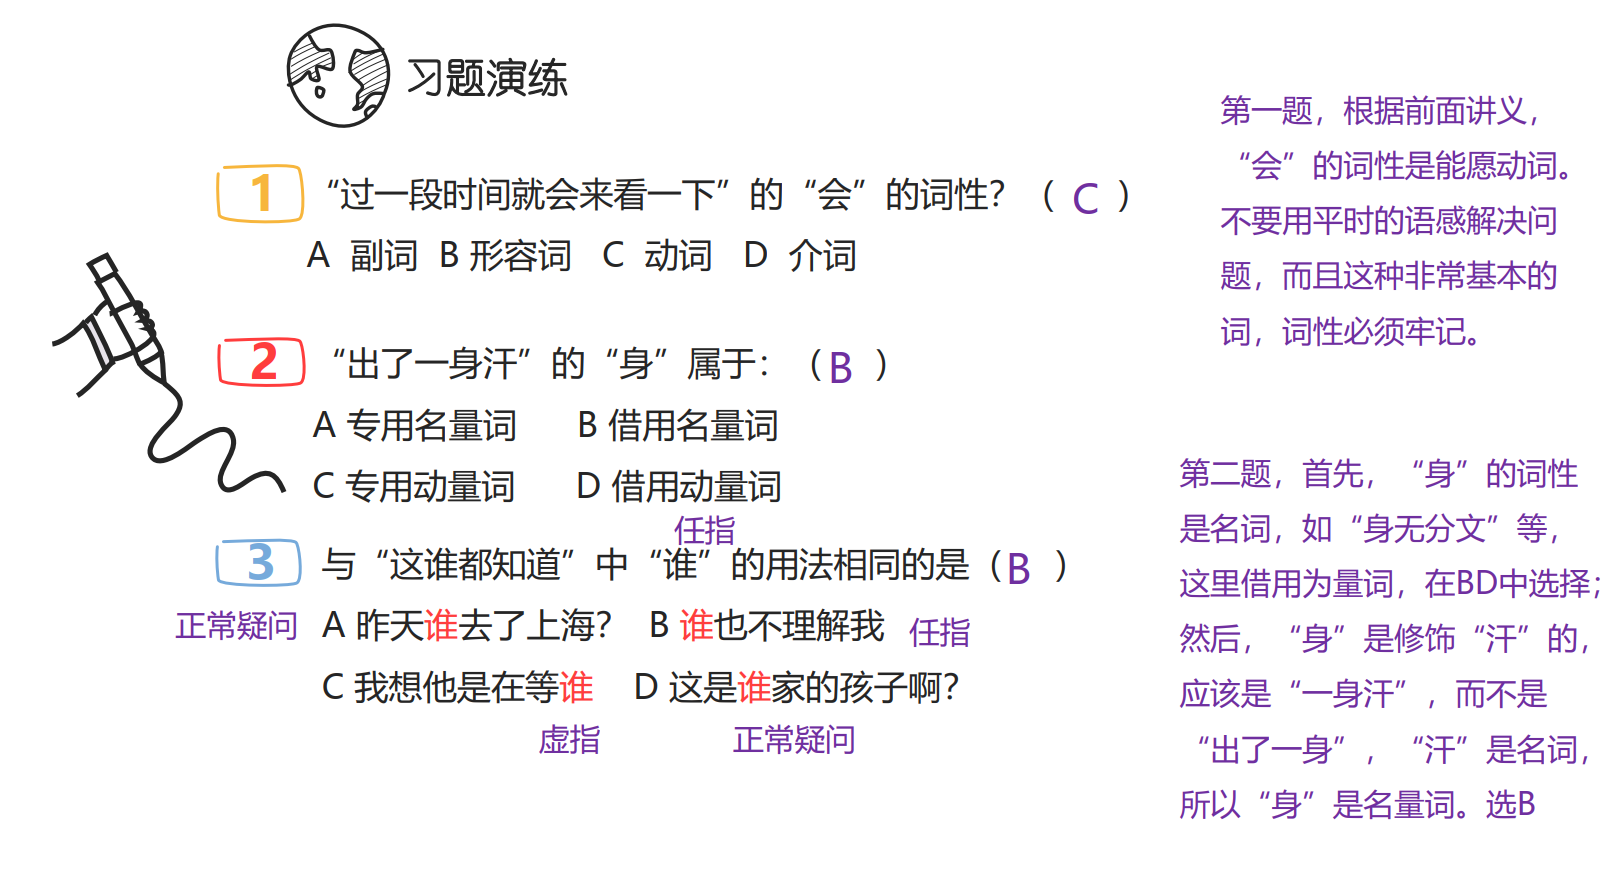 习题演练
1 “过一段时间就会来看一下”的“会”的词性？（ C ）
A 副词 B 形容词 C 动词 D 介词
2 “出了一身汗”的“身”属于：（B ）
A 专用名量词 B 借用名量词
C 专用动量词 D 借用动量词
任指
3 与“这谁都知道”中“谁”的用法相同的是（B ）
正常疑问 A 昨天谁去了上海？ B 谁也不理解我 任指
C 我想他是在等谁 D 这是谁家的孩子啊？
虚指 正常疑问
第一题，根据前面讲义，
“会”的词性是能愿动词。
不要用平时的语感解决问
题，而且这种非常基本的
词，词性必须牢记。
第二题，首先，“身”的词性
是名词，如“身无分文”等，
这里借用为量词，在BD中选择；
然后，“身”是修饰“汗”的，
应该是“一身汗”，而不是
“出了一身”，“汗”是名词，
所以“身”是名量词。选B